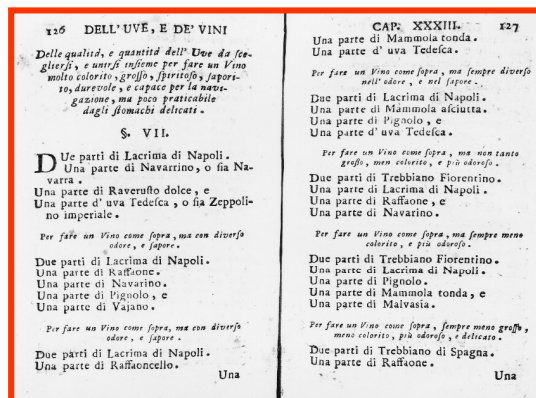 126 DELL' UVE, E DE' VINI
Delle qualità, e quantità dell' Uve da sce-
gliersi, e unirsi insieme per fare un Vino
molto colorito, grosso, spiritoso, sapori-
to, durevole, e capace per la navi-
gazione, ma poco praticabile
dagli stomachi delicati.
§. VII.
DUe parti di Lacrima di Napoli.
Una parte di Navarrino, o sia Na-
varra.
Una parte di Raverusto dolce, e
Una parte d' uva Tedesca, o sia Zeppoli-
no imperiale.
Per fare un Vino come sopra, ma con diverso
odore, e sapore.
Due parti di Lacrima di Napoli.
Una parte di Raffaone.
Una parte di Navarino.
Una parte di Pignolo, e
Una parte di Vajano.
Per fare un Vino come sopra, ma con diverso
odore, e sapore.
Due parti di Lacrima di Napoli.
Una parte di Raffaoncello.
Una
CAP. XXXIII. 127
Una parte di Mammola tonda.
Una parte d' uva Tedesca.
Per fare un Vino come sopra, ma sempre diverso
nell' odore, e nel sapore.
Due parti di Lacrima di Napoli.
Una parte di Mammola asciutta.
Una parte di Pignolo, e
Una parte d' uva Tedesca.
Per fare un Vino come sopra, ma non tanto
grosso, men colorito, e più odoroso.
Due parti di Trebbiano Fiorentino.
Una parte di Lacrima di Napoli.
Una parte di Raffaone, e
Una parte di Navarino.
Per fare un Vino come sopra, ma sempre meno
colorito, e più odoroso.
Due parti di Trebbiano Fiorentino.
Una parte di Lacrima di Napoli.
Una parte di Pignolo.
Una parte di Mammola tonda, e
Una parte di Malvasia.
Per fare un Vino come sopra, sempre meno grosso,
meno colorito, più odoroso, e delicato.
Due parti di Trebbiano di Spagna.
Una parte di Raffaone.
Una